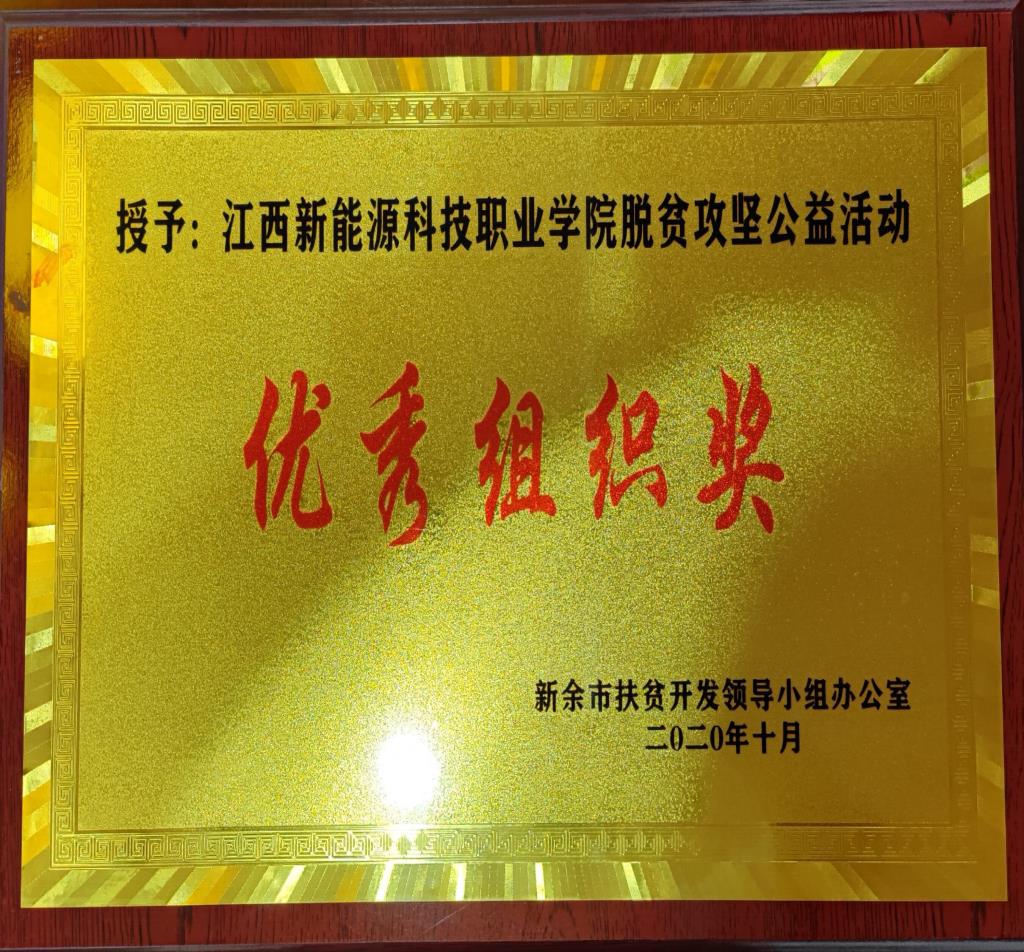 授予：江西新能源科技职业学院脱贫攻坚公益活动
优秀组织奖
新余市扶贫开发领导小组办公室
二0二0年十月